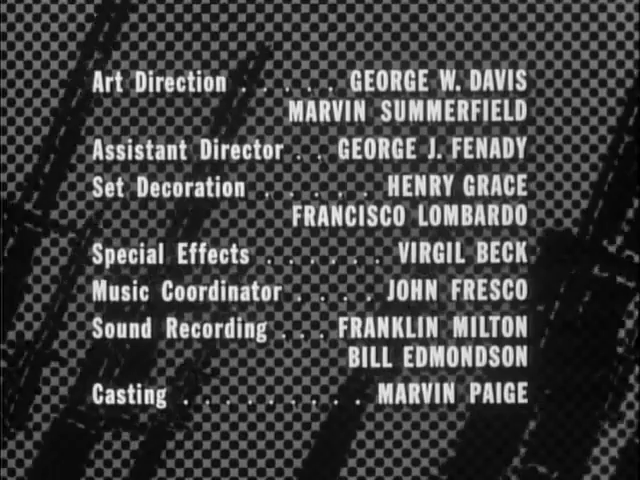 Art Direction . . . . . GEORGE W. DAVIS
MARVIN SUMMERFIELD
Assistant Director . . GEORGE J. FENADY
Set Decoration . . . . . HENRY GRACE
FRANCISCO LOMBARDO
Special Effects . . . . . . VIRGIL BECK
Music Coordinator . . . . JOHN FRESCO
Sound Recording . . . FRANKLIN MILTON
BILL EDMONDSON
Casting . . . . . . . . . MARVIN PAIGE